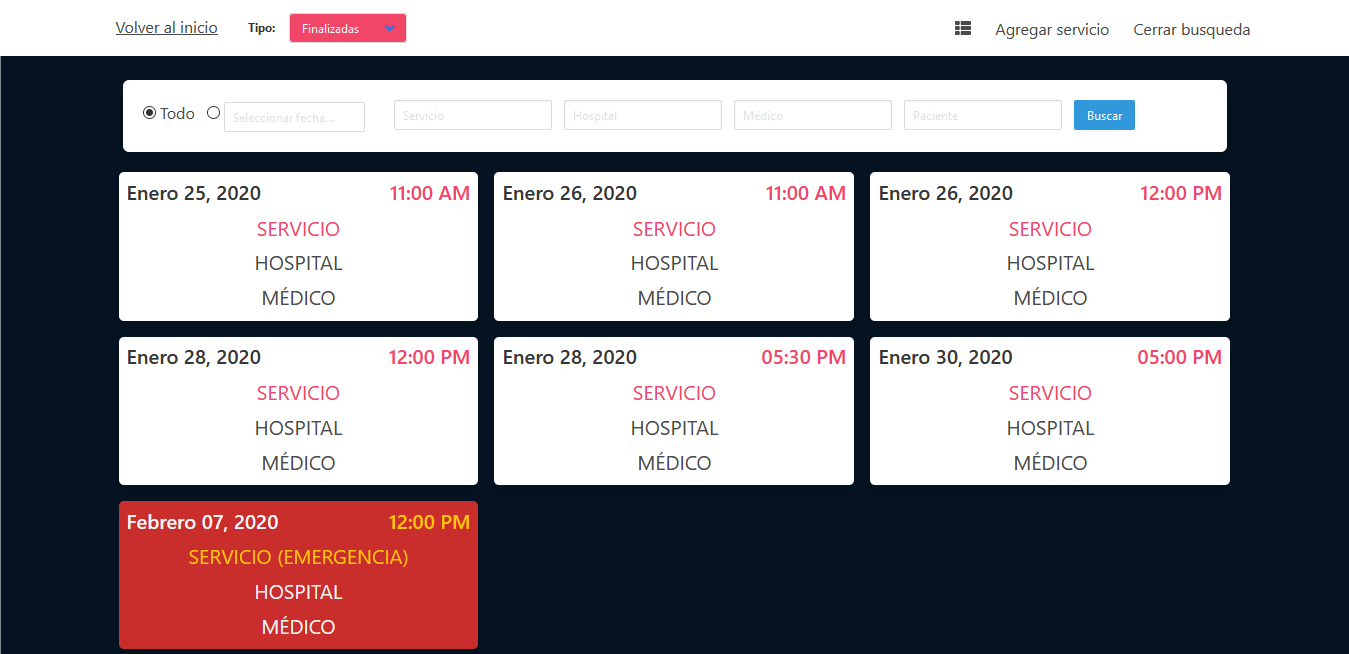 Volver al inicio Tipo: Finalizadas Agregar servicio Cerrar busqueda
Todo Seleccionar fecha... Servicio Hospital Médico Paciente Buscar
Enero 25, 2020 11:00 AM
SERVICIO
HOSPITAL
MÉDICO
Enero 26, 2020 11:00 AM
SERVICIO
HOSPITAL
MÉDICO
Enero 26, 2020 12:00 PM
SERVICIO
HOSPITAL
MÉDICO
Enero 28, 2020 12:00 PM
SERVICIO
HOSPITAL
MÉDICO
Enero 28, 2020 05:30 PM
SERVICIO
HOSPITAL
MÉDICO
Enero 30, 2020 05:00 PM
SERVICIO
HOSPITAL
MÉDICO
Febrero 07, 2020 12:00 PM
SERVICIO (EMERGENCIA)
HOSPITAL
MÉDICO